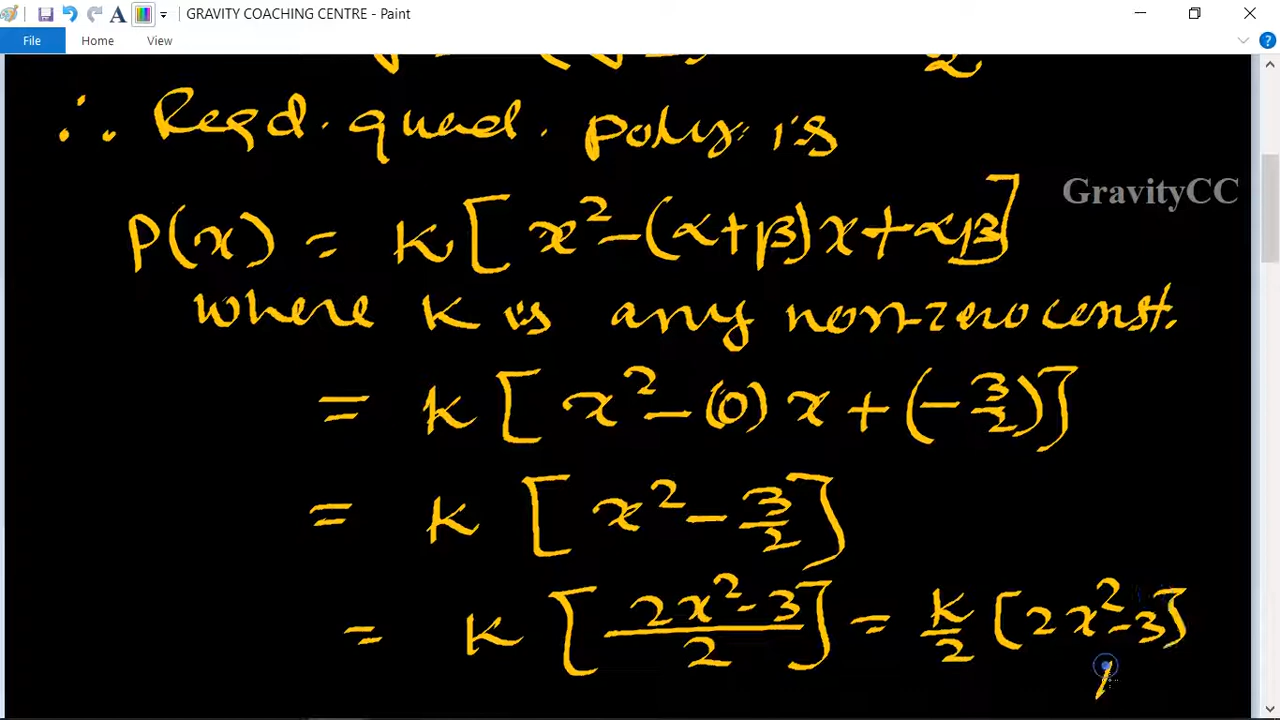 GRAVITY COACHING CENTRE - Paint
File Home View
∴ Reqd. quad. poly. is
GravityCC
P(x) = K[x²-(α+β)x+αβ]
where K is any non-zero const.
= K[x²-(0)x+(-3/2)]
= K[x²-3/2]
= K[(2x²-3)/2] = K/2 [2x²-3]